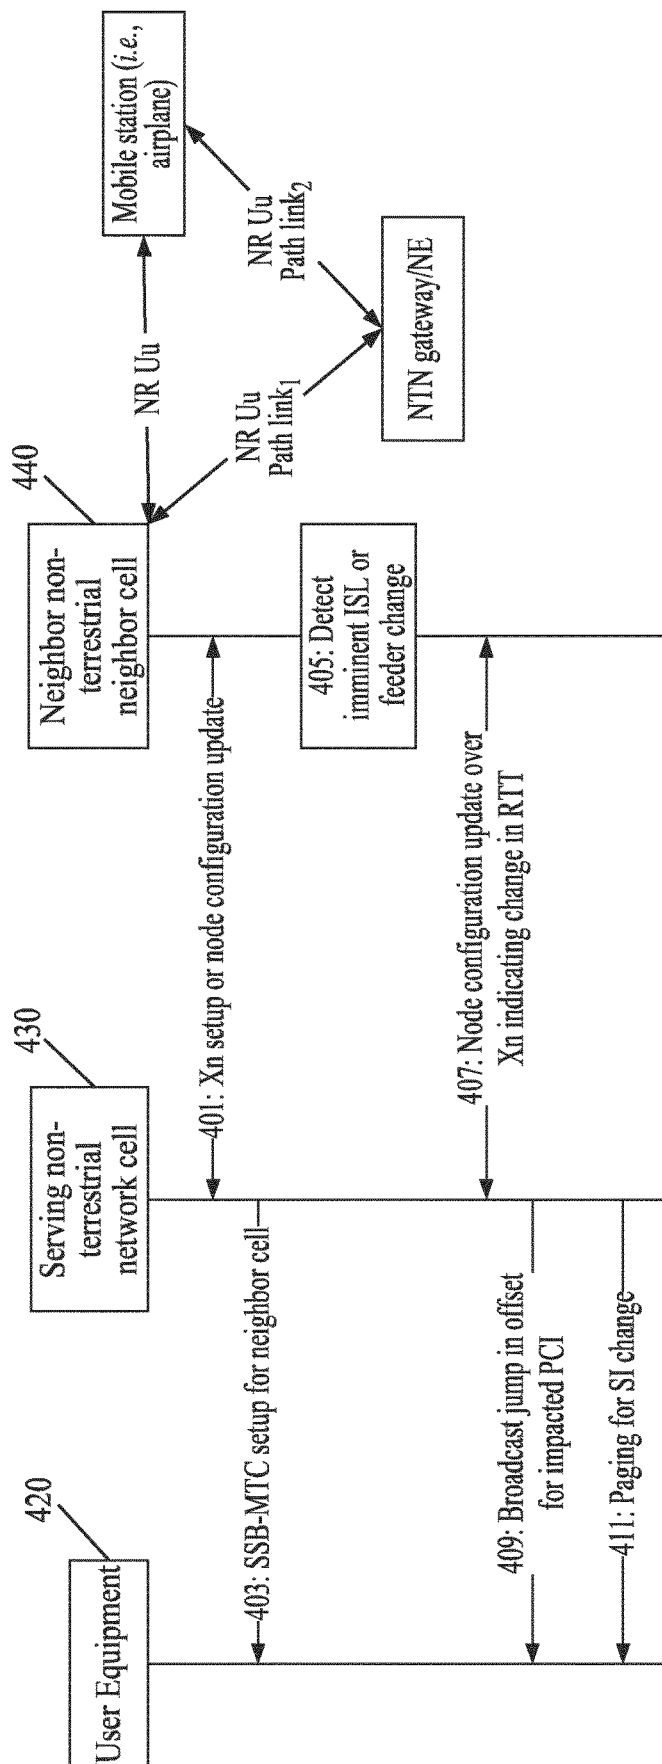 420
User Equipment
430
Serving non-
terrestrial
network cell
440
Neighbor non-
terrestrial
neighbor cell
NR Uu
Mobile station (i.e.,
airplane)
NR Uu
Path link1
NR Uu
Path link2
NTN gateway/NE
401: Xn setup or node configuration update
403: SSB-MTC setup for neighbor cell
405: Detect
imminent ISL or
feeder change
407: Node configuration update over
Xn indicating change in RTT
409: Broadcast jump in offset
for impacted PCI
411: Paging for SI change